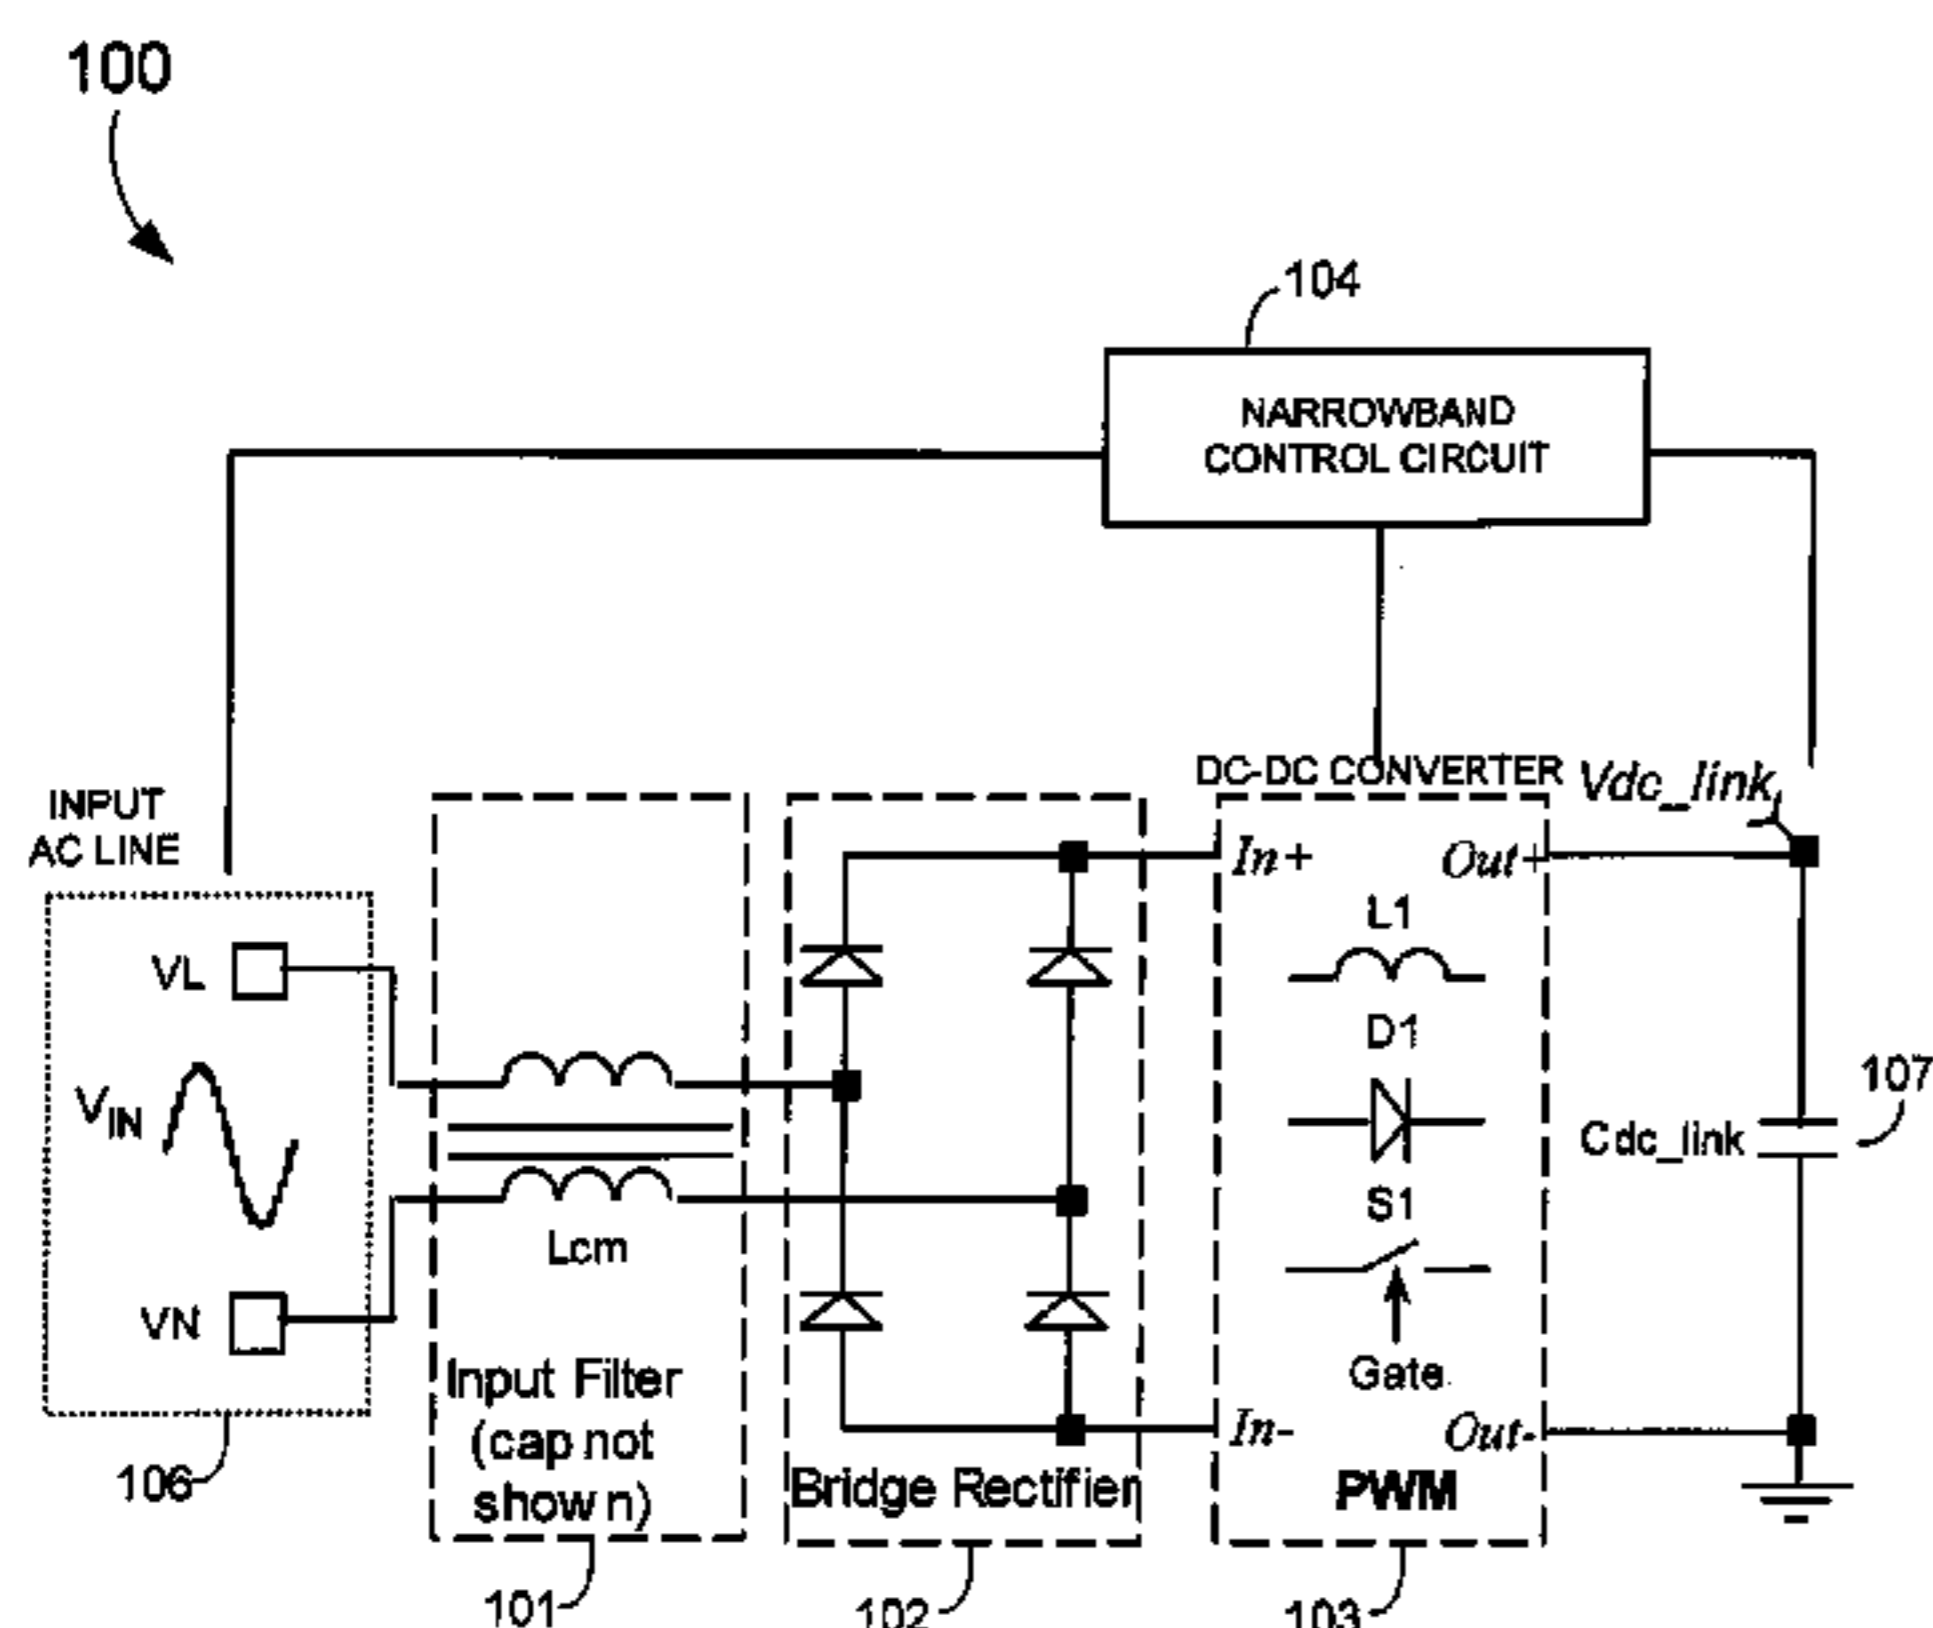 100
104
NARROWBAND
CONTROL CIRCUIT
DC-DC CONVERTER
Vdc_link
INPUT
AC LINE
In+
Out+
VL
L1
D1
VIN
107
Cdc_link
S1
Lcm
VN
Gate
Input Filter
(cap not
shown)
In-
Out-
Bridge Rectifier
PWM
106
101
102
103